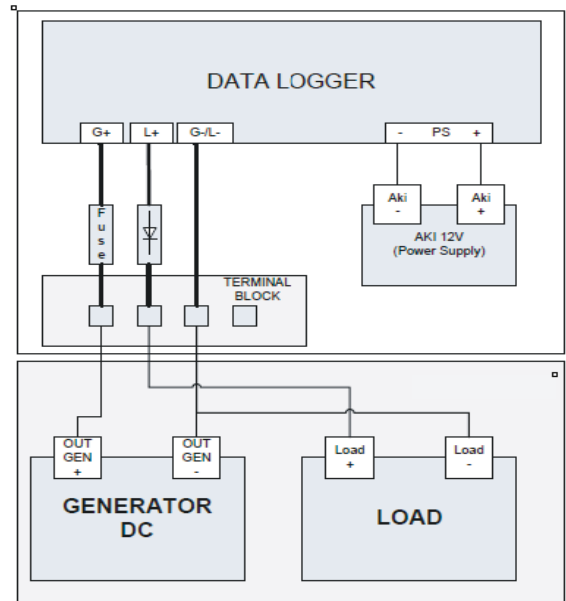 DATA LOGGER
G+ L+ G-/L- - PS +
Fuse
Aki
-
Aki
+
AKI 12V
(Power Supply)
TERMINAL
BLOCK
OUT
GEN
+
OUT
GEN
-
Load
+
Load
-
GENERATOR
DC
LOAD